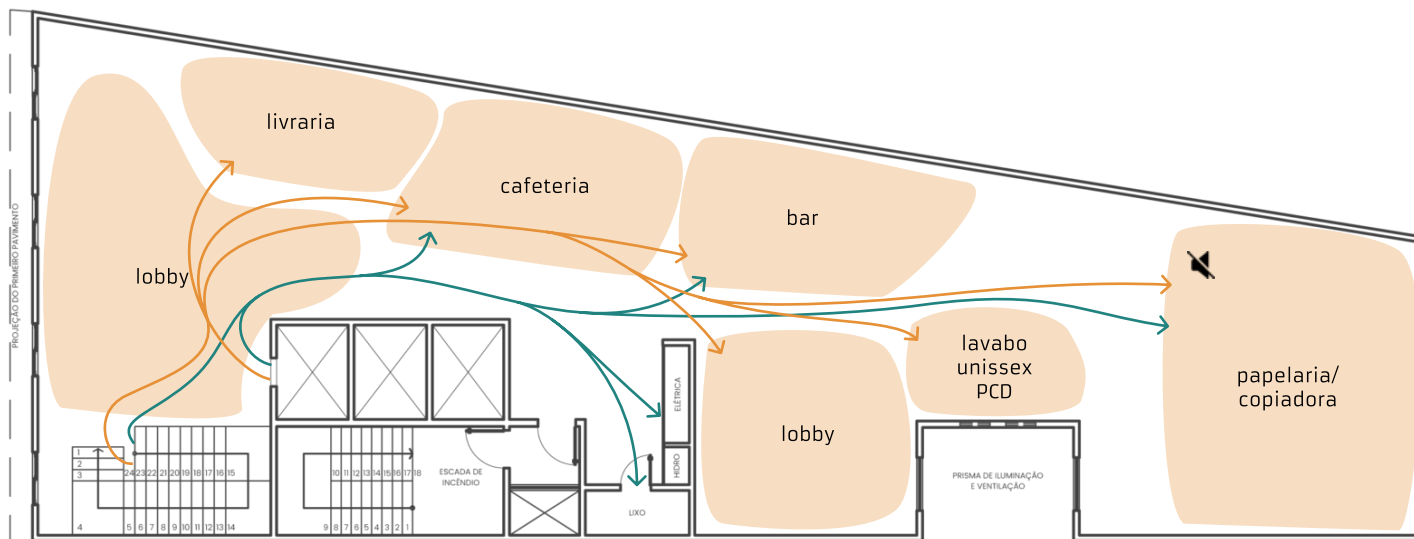 PROJEÇÃO DO PRIMEIRO PAVIMENTO
livraria
cafeteria
bar
lobby
lavabo
unissex
PCD
papelaria/
copiadora
lobby
ELÉTRICA
HIDRO
LIXO
ESCADA DE
INCÊNDIO
PRISMA DE ILUMINAÇÃO
E VENTILAÇÃO
1
2
3
4
24 23 22 21 20 19 18 17 16 15
5 6 7 8 9 10 11 12 13 14
10 11 12 13 14 15 16 17 18
9 8 7 6 5 4 3 2 1